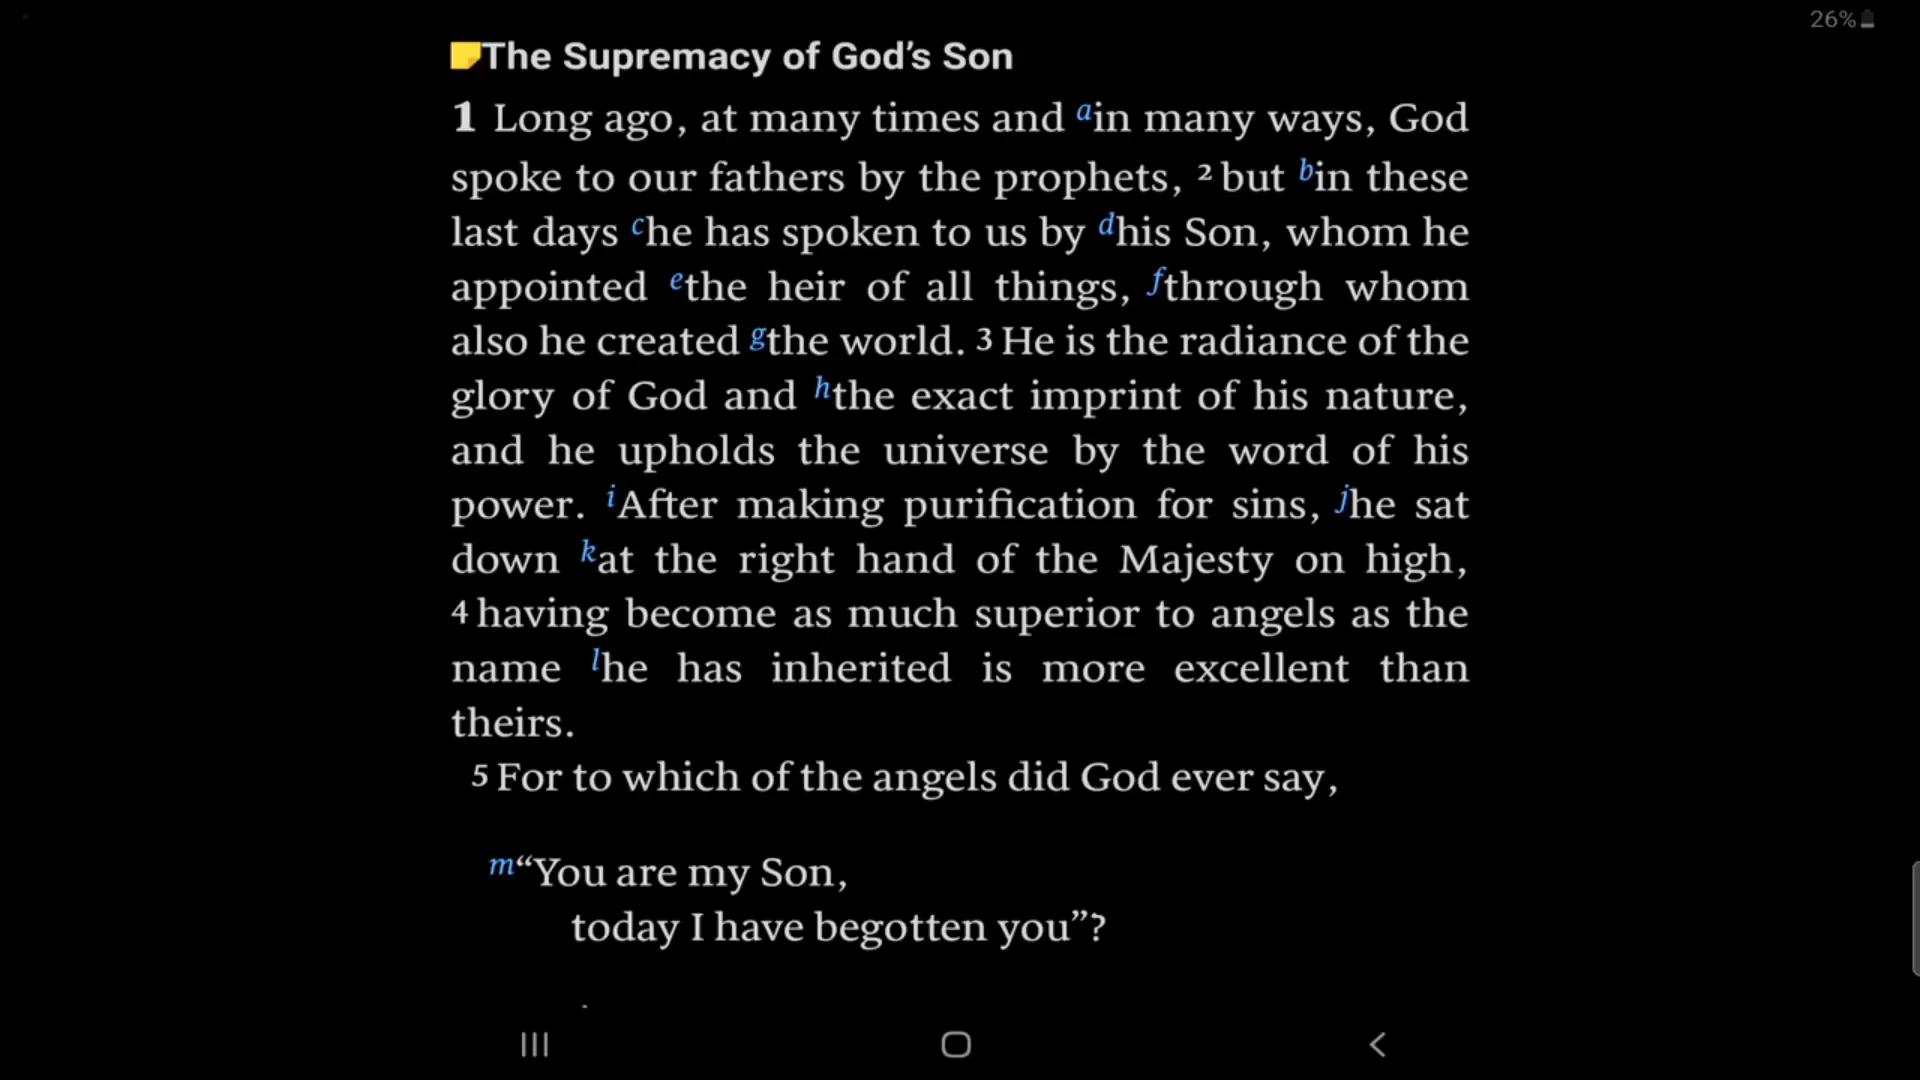 26%
The Supremacy of God’s Son
1 Long ago, at many times and ain many ways, God
spoke to our fathers by the prophets, 2 but bin these
last days che has spoken to us by dhis Son, whom he
appointed ethe heir of all things, fthrough whom
also he created gthe world. 3 He is the radiance of the
glory of God and hthe exact imprint of his nature,
and he upholds the universe by the word of his
power. iAfter making purification for sins, jhe sat
down kat the right hand of the Majesty on high,
4 having become as much superior to angels as the
name lhe has inherited is more excellent than
theirs.
5 For to which of the angels did God ever say,
m“You are my Son,
today I have begotten you”?